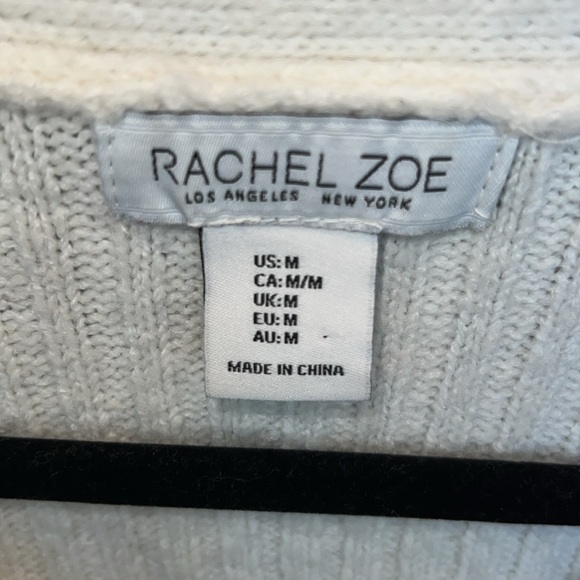 RACHEL ZOE
LOS ANGELES NEW YORK
US: M
CA: M/M
UK: M
EU: M
AU: M
MADE IN CHINA